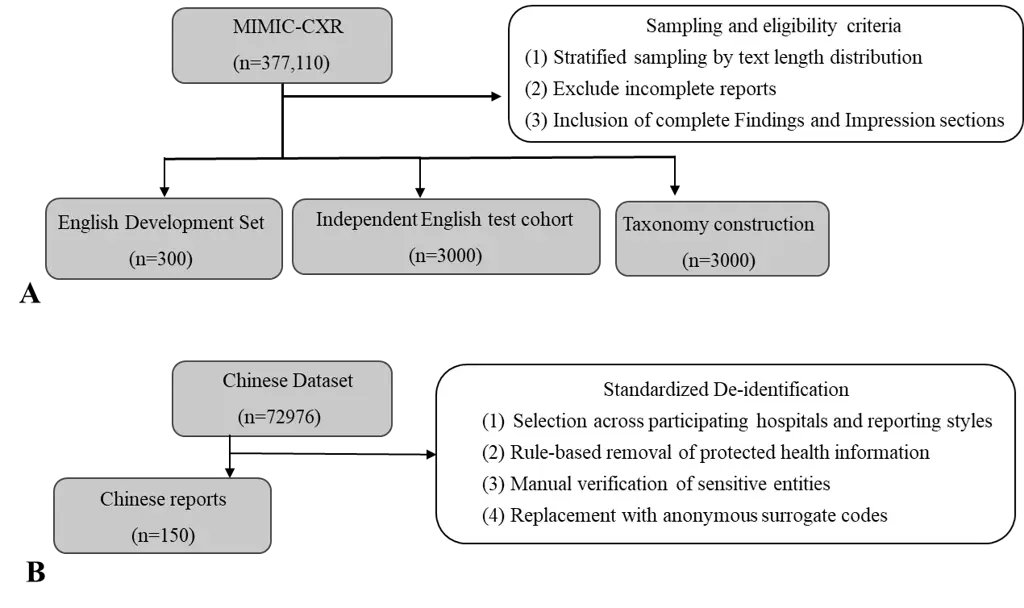 MIMIC-CXR
(n=377,110)
Sampling and eligibility criteria
(1) Stratified sampling by text length distribution
(2) Exclude incomplete reports
(3) Inclusion of complete Findings and Impression sections
English Development Set
(n=300)
Independent English test cohort
(n=3000)
Taxonomy construction
(n=3000)
A
Chinese Dataset
(n=72976)
Standardized De-identification
(1) Selection across participating hospitals and reporting styles
(2) Rule-based removal of protected health information
(3) Manual verification of sensitive entities
(4) Replacement with anonymous surrogate codes
Chinese reports
(n=150)
B